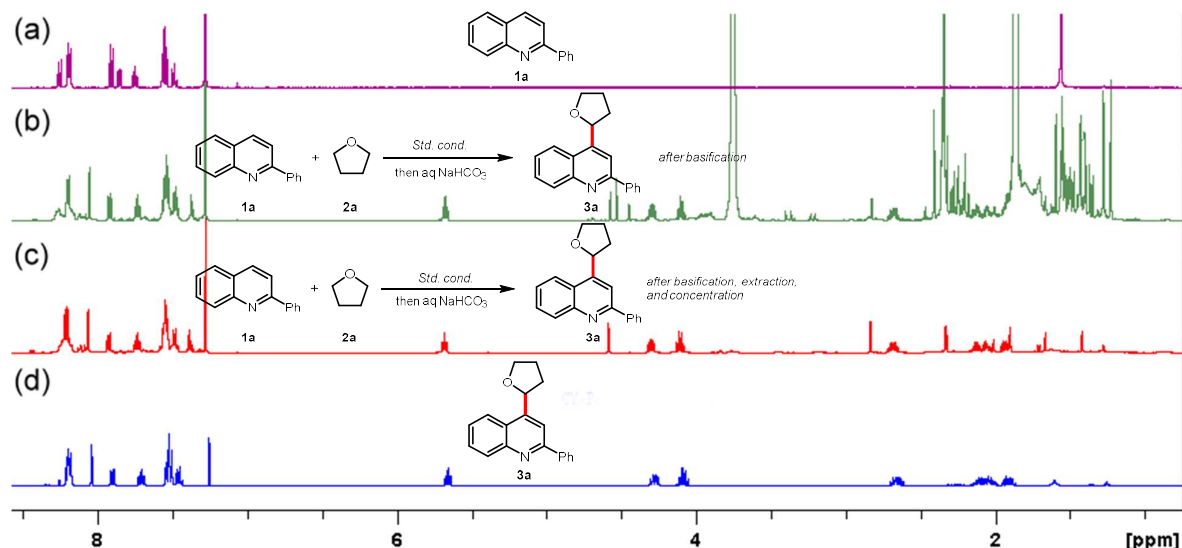 (a)
N
Ph
1a
(b)
N
Ph
1a
+
O
2a
Std. cond.
then aq NaHCO3
O
N
Ph
3a
after basification
(c)
N
Ph
1a
+
O
2a
Std. cond.
then aq NaHCO3
O
N
Ph
3a
after basification, extraction,
and concentration
(d)
O
N
Ph
3a
8 6 4 2 [ppm]